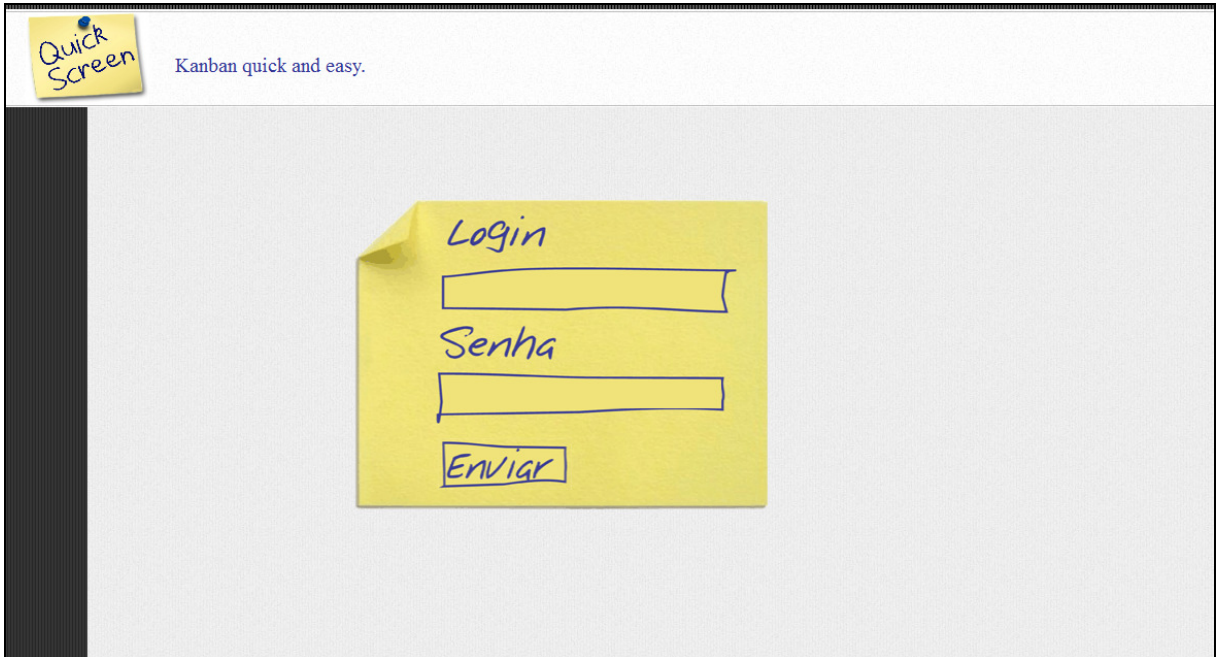 Quick
Screen
Kanban quick and easy.
Login
Senha
Enviar